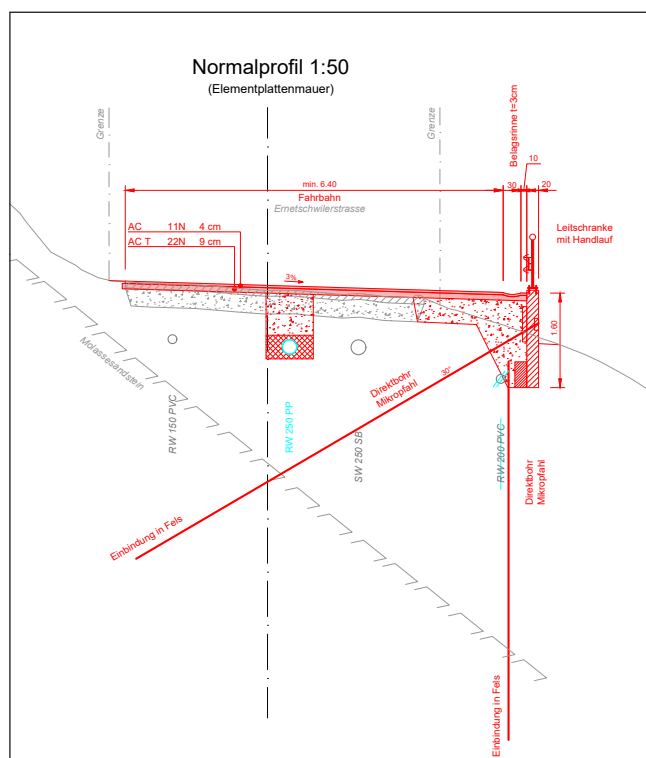 Normalprofil 1:50
(Elementplattenmauer)
Grenze
Grenze
Belagsrinne t=3cm
10
min. 6.40
30
20
Fahrbahn
Ernetschwilerstrasse
AC 11N 4 cm
AC T 22N 9 cm
Leitschranke
mit Handlauf
3%
1.60
Molassesandstein
Direktbohr
Mikropfahl
30°
RW 150 PVC
RW 250 PP
SW 250 SB
RW 200 PVC
Direktbohr
Mikropfahl
Einbindung in Fels
Einbindung in Fels